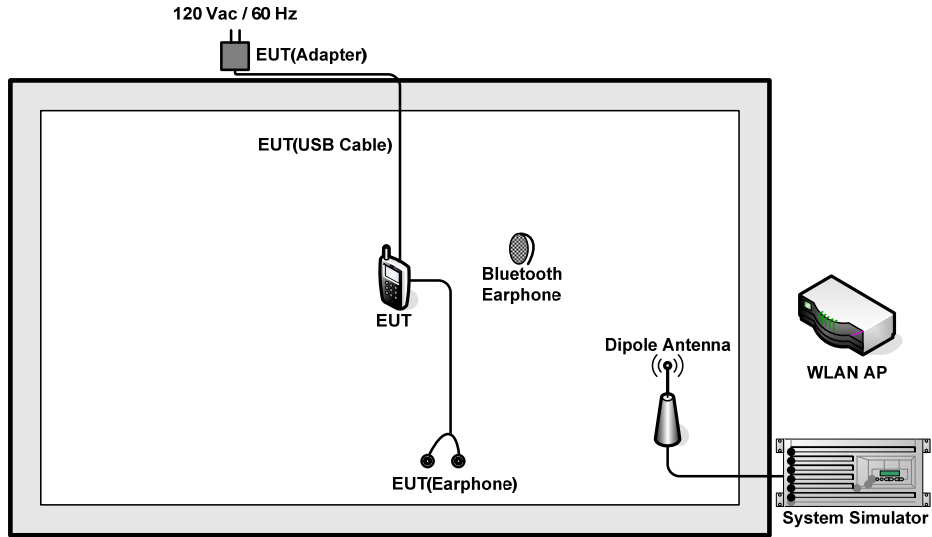 120 Vac / 60 Hz
EUT(Adapter)
EUT(USB Cable)
Bluetooth
Earphone
EUT
Dipole Antenna
WLAN AP
EUT(Earphone)
System Simulator